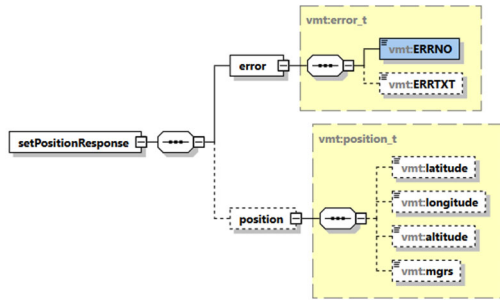 vmt:error_t
vmt:ERRNO
error
vmt:ERRTXT
setPositionResponse
vmt:position_t
vmt:latitude
vmt:longitude
position
vmt:altitude
vmt:mgrs